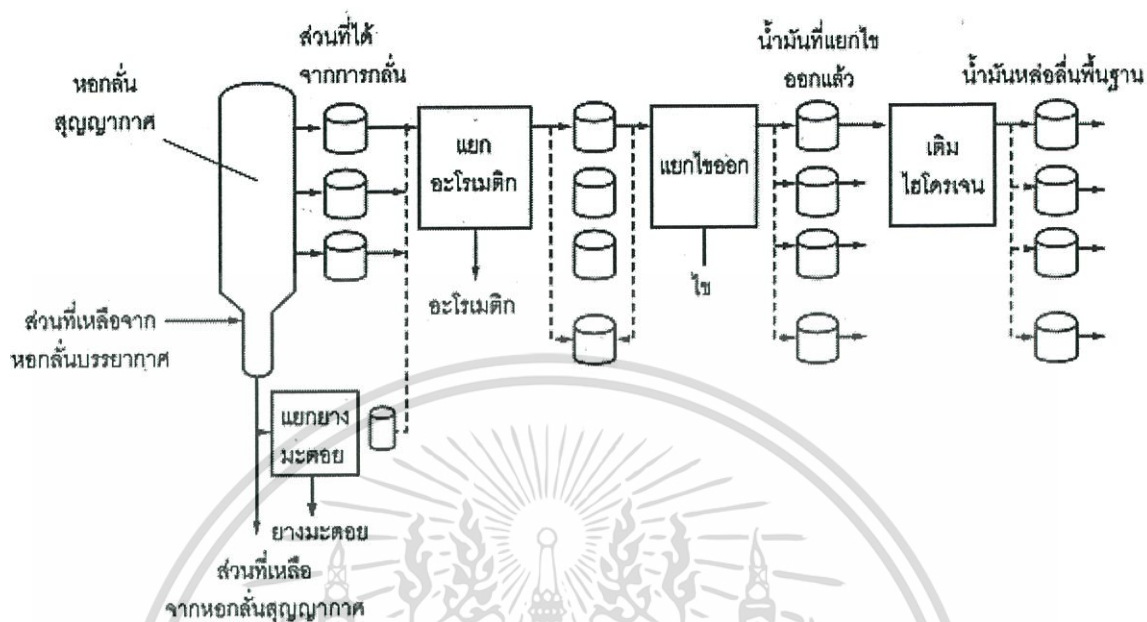 ส่วนที่ได้
จากการกลั่น
หอกลั่น
สุญญากาศ
น้ำมันที่แยกไข
ออกแล้ว
น้ำมันหล่อลื่นพื้นฐาน
แยก
อะโรเมติก
แยกไขออก
เติม
ไฮโดรเจน
ไข
อะโรเมติก
ส่วนที่เหลือจาก
หอกลั่นบรรยากาศ
แยกยาง
มะตอย
ยางมะตอย
ส่วนที่เหลือ
จากหอกลั่นสุญญากาศ